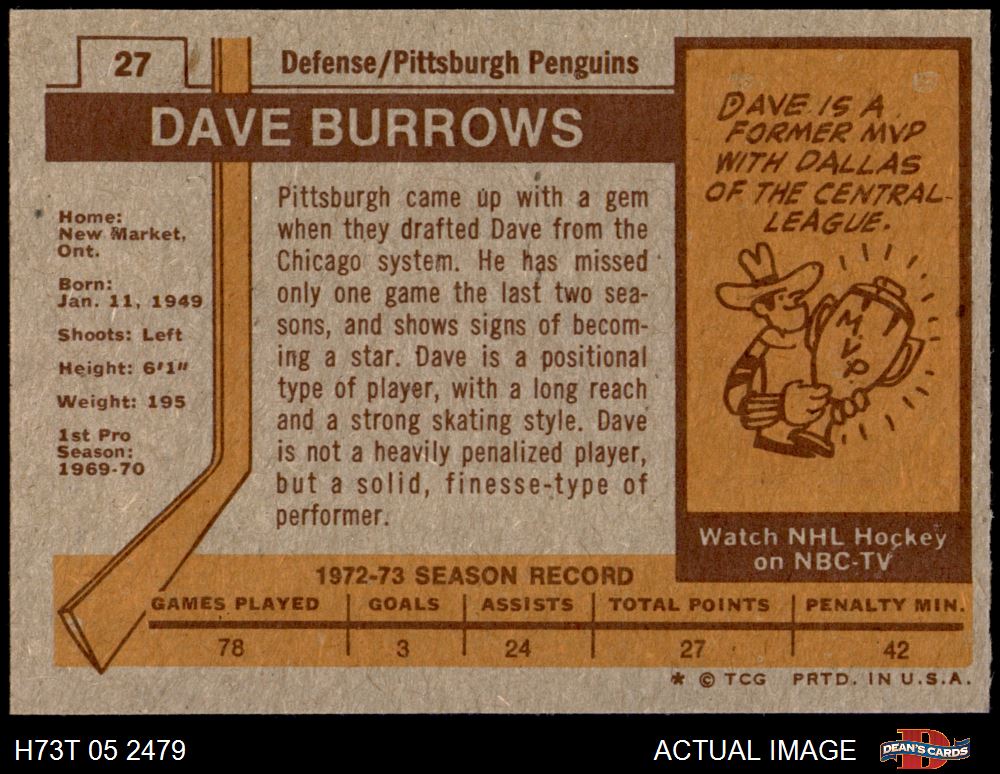 27
Defense/Pittsburgh Penguins
DAVE BURROWS
Home:
New Market,
Ont.
Born:
Jan. 11, 1949
Shoots: Left
Height: 6'1"
Weight: 195
1st Pro
Season:
1969-70
Pittsburgh came up with a gem
when they drafted Dave from the
Chicago system. He has missed
only one game the last two sea-
sons, and shows signs of becom-
ing a star. Dave is a positional
type of player, with a long reach
and a strong skating style. Dave
is not a heavily penalized player,
but a solid, finesse-type of
performer.
DAVE IS A
FORMER MVP
WITH DALLAS
OF THE CENTRAL
LEAGUE.
M.V.P.
Watch NHL Hockey
on NBC-TV
1972-73 SEASON RECORD
GAMES PLAYED GOALS ASSISTS TOTAL POINTS PENALTY MIN.
78 3 24 27 42
* © TCG PRTD. IN U.S.A.
H73T 05 2479 ACTUAL IMAGE DEAN'S CARDS